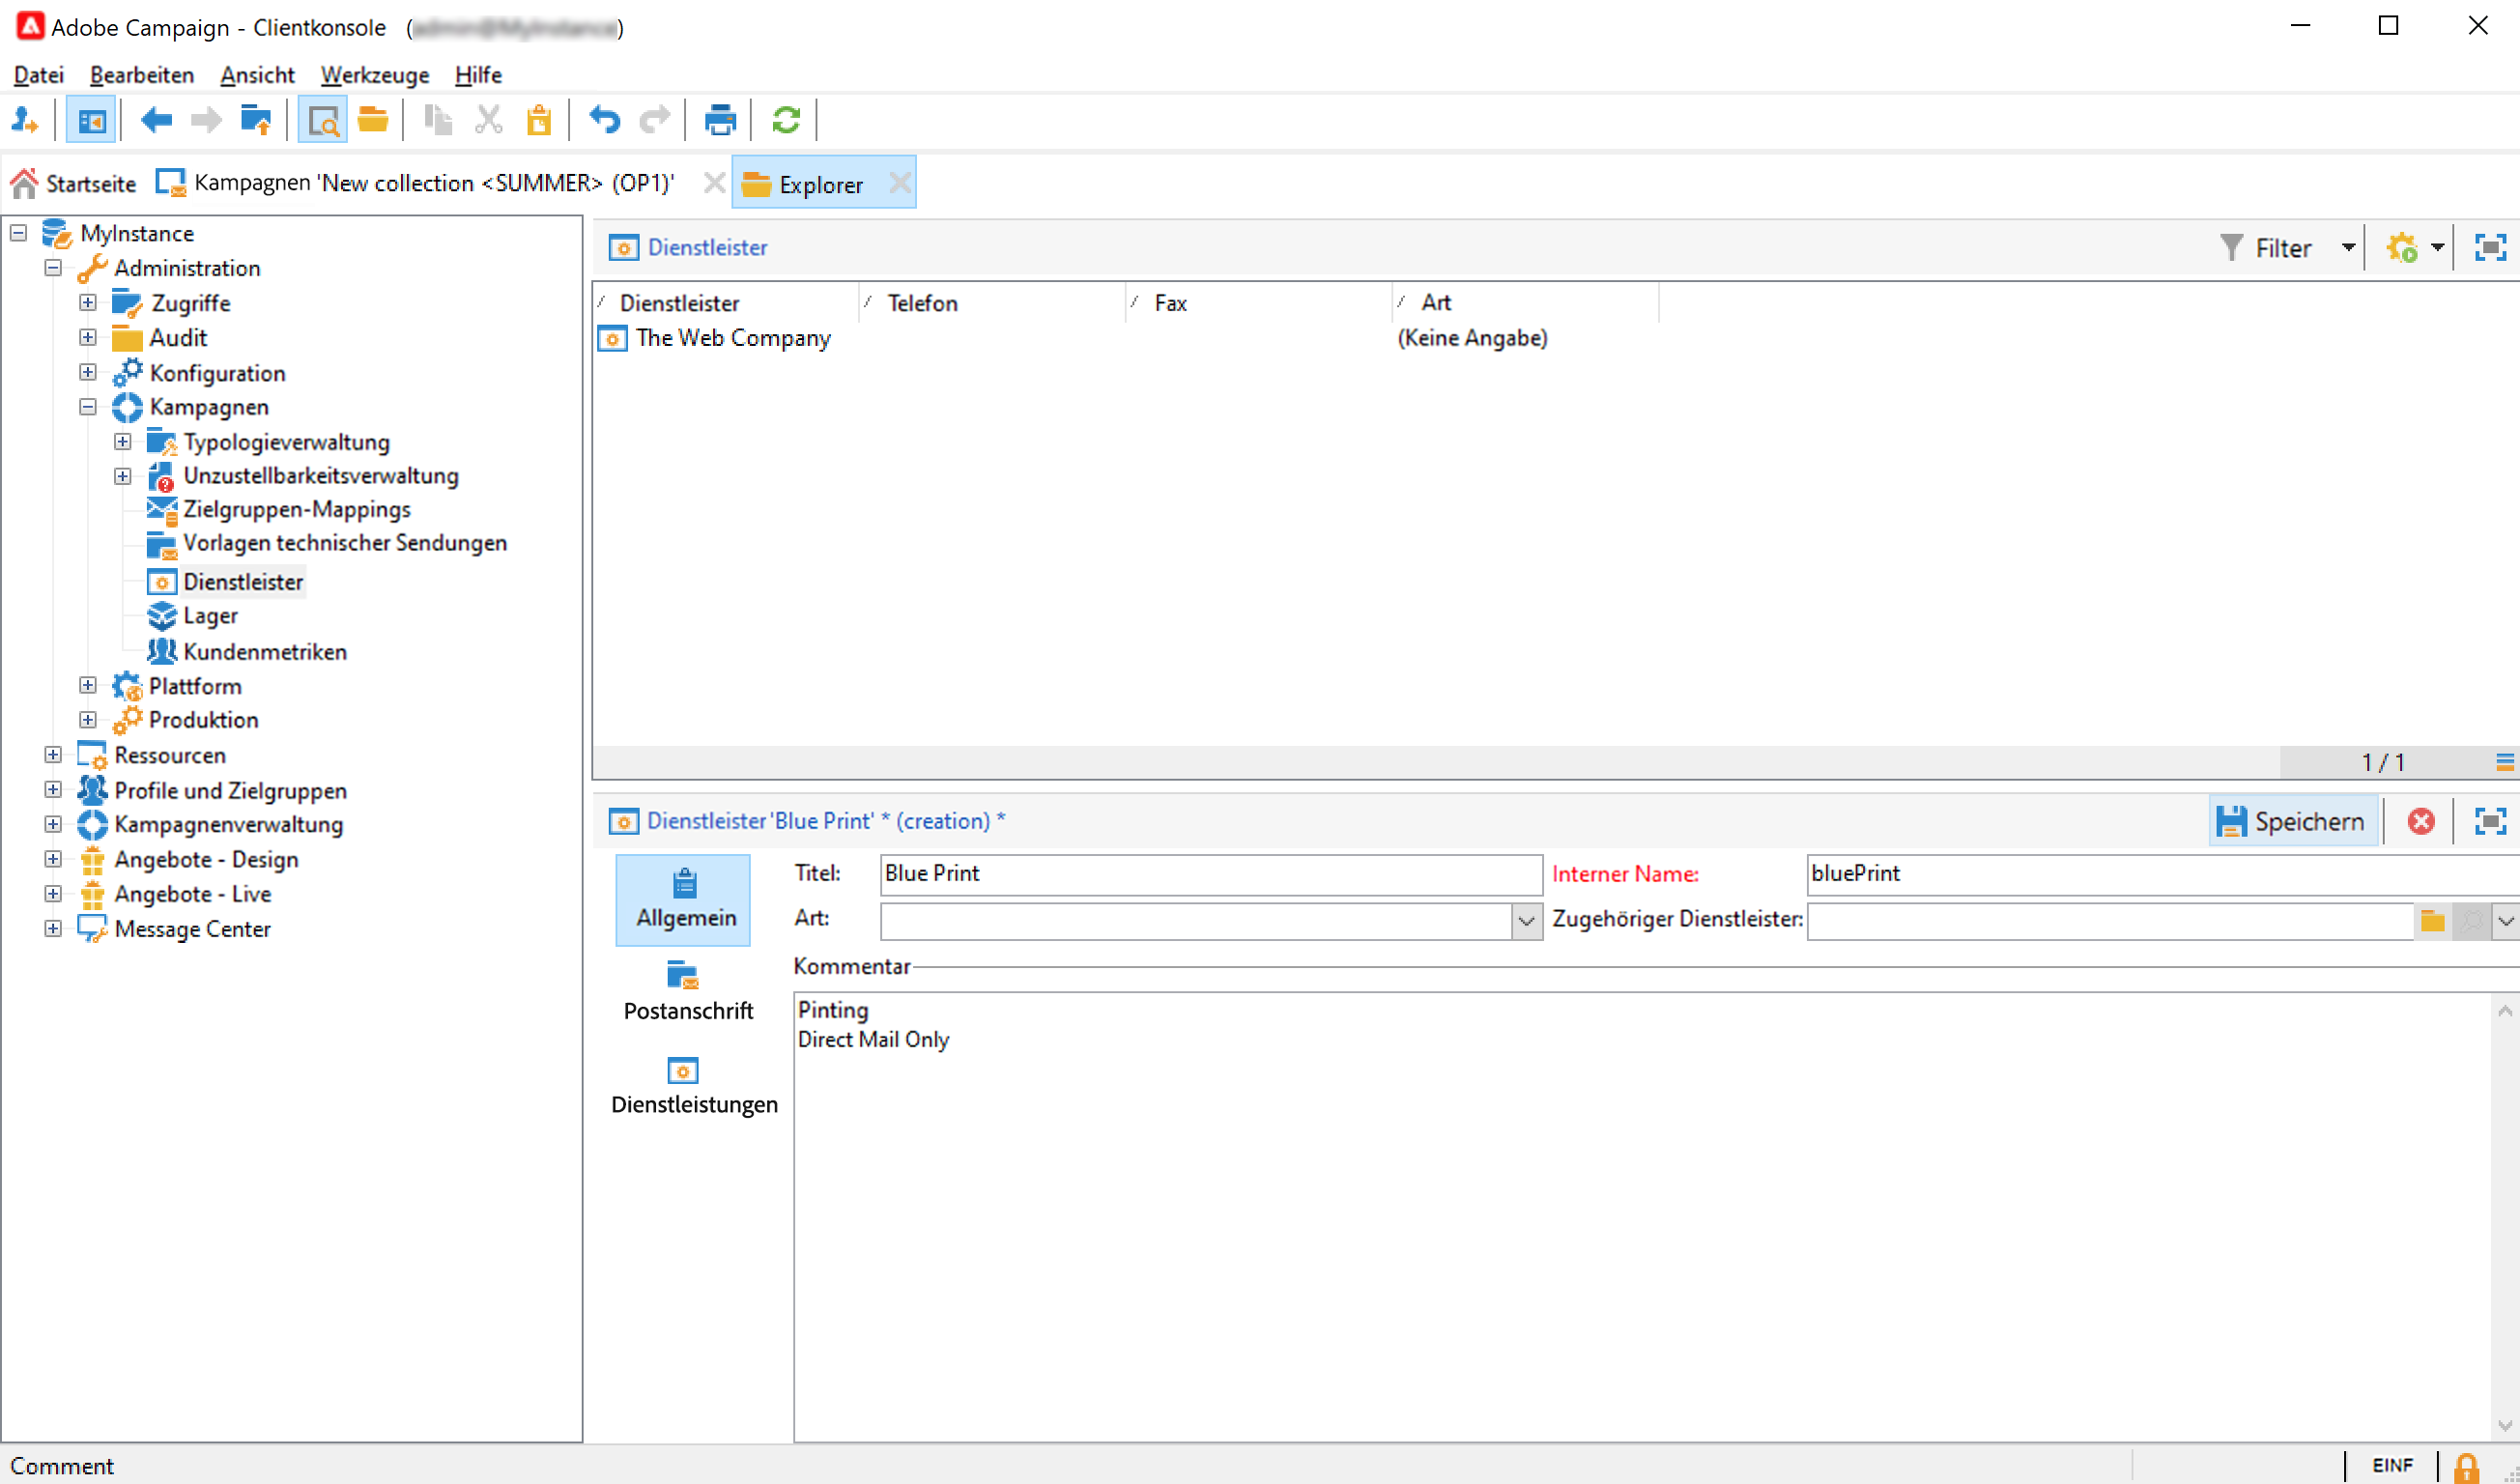 Adobe Campaign - Clientkonsole
Datei Bearbeiten Ansicht Werkzeuge Hilfe
Startseite Kampagnen 'New collection <SUMMER> (OP1)' Explorer
MyInstance
Administration
Zugriffe
Audit
Konfiguration
Kampagnen
Typologieverwaltung
Unzustellbarkeitsverwaltung
Zielgruppen-Mappings
Vorlagen technischer Sendungen
Dienstleister
Lager
Kundenmetriken
Plattform
Produktion
Ressourcen
Profile und Zielgruppen
Kampagnenverwaltung
Angebote - Design
Angebote - Live
Message Center
Dienstleister Filter
Dienstleister Telefon Fax Art
The Web Company (Keine Angabe)
1 / 1
Dienstleister 'Blue Print' * (creation) * Speichern
Allgemein
Postanschrift
Dienstleistungen
Titel: Blue Print Interner Name: bluePrint
Art: Zugehöriger Dienstleister:
Kommentar
Pinting
Direct Mail Only
Comment EINF